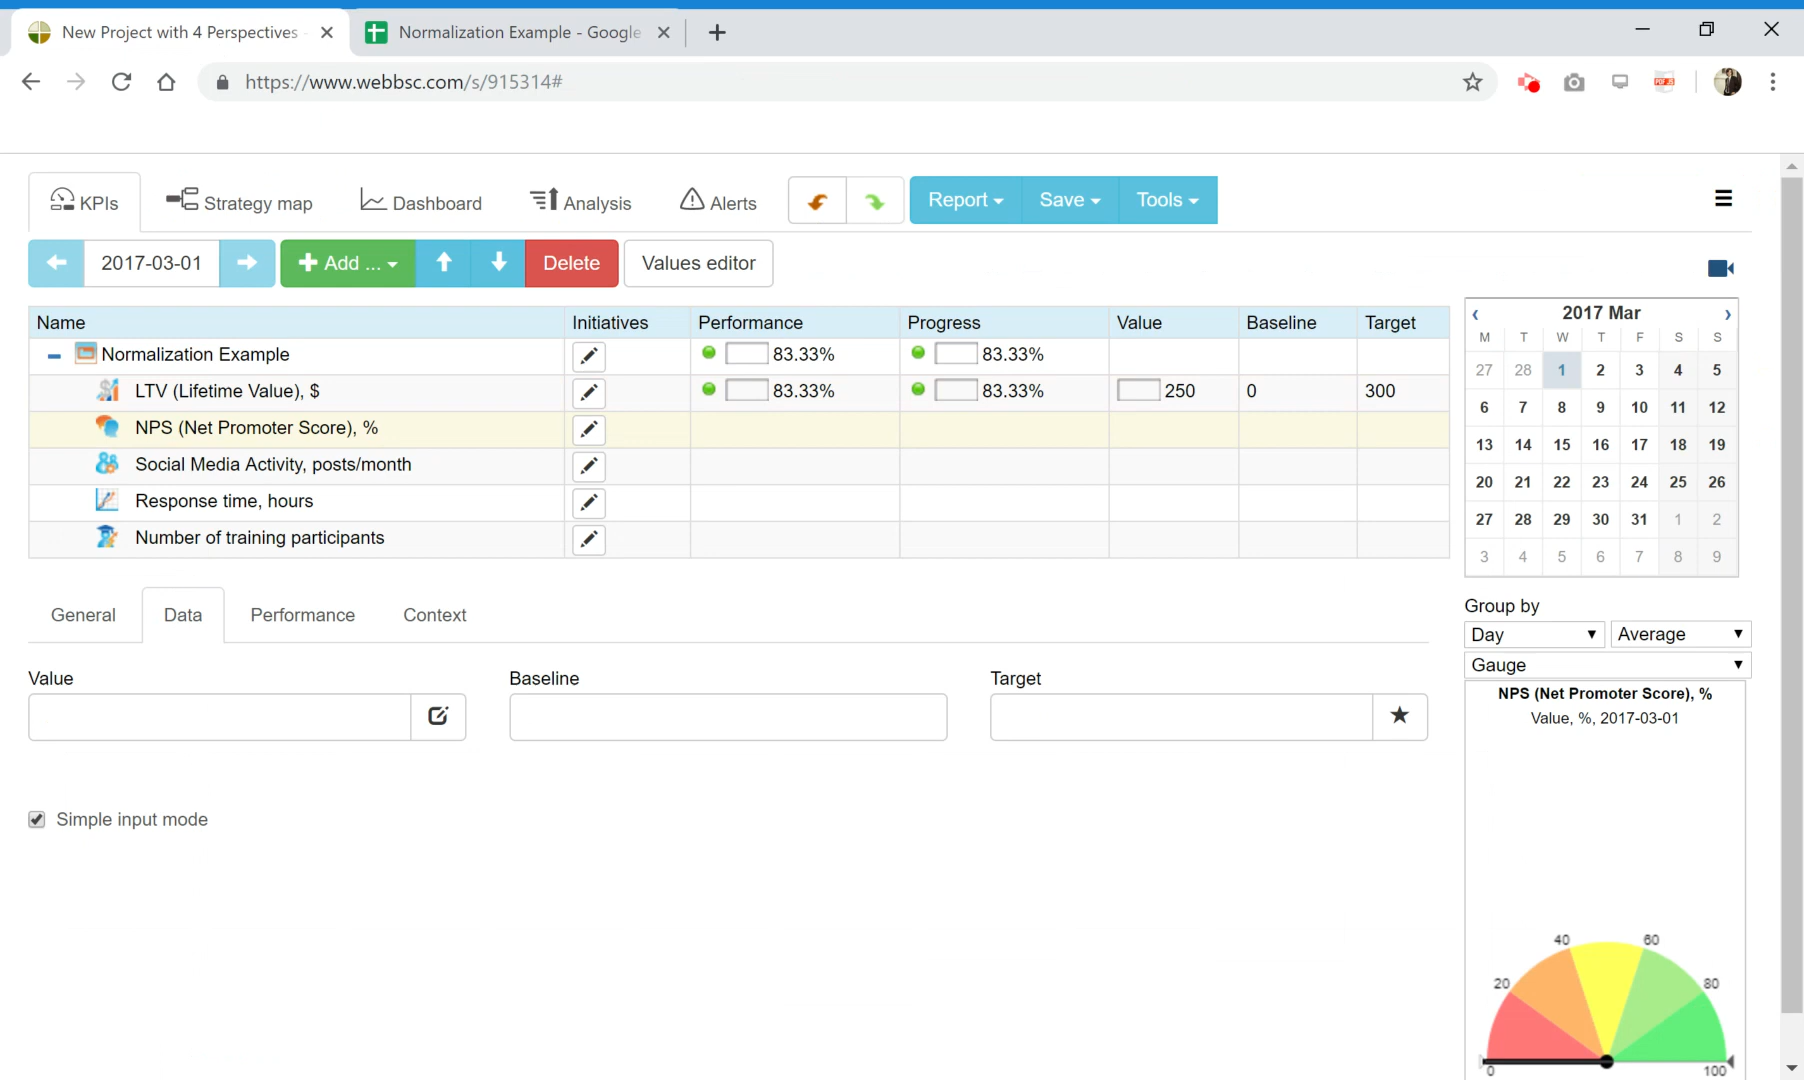 New Project with 4 Perspectives
Normalization Example - Google
https://www.webbsc.com/s/915314#
KPIs
Strategy map
Dashboard
Analysis
Alerts
Report
Save
Tools
2017-03-01
Add ...
Delete
Values editor
Name Initiatives Performance Progress Value Baseline Target
Normalization Example 83.33% 83.33%
LTV (Lifetime Value), $ 83.33% 83.33% 250 0 300
NPS (Net Promoter Score), %
Social Media Activity, posts/month
Response time, hours
Number of training participants
General Data Performance Context
Value
Baseline
Target
Simple input mode
2017 Mar
M T W T F S S
27 28 1 2 3 4 5
6 7 8 9 10 11 12
13 14 15 16 17 18 19
20 21 22 23 24 25 26
27 28 29 30 31 1 2
3 4 5 6 7 8 9
Group by
Day
Average
Gauge
NPS (Net Promoter Score), %
Value, %, 2017-03-01
40 60
20 80
0 100